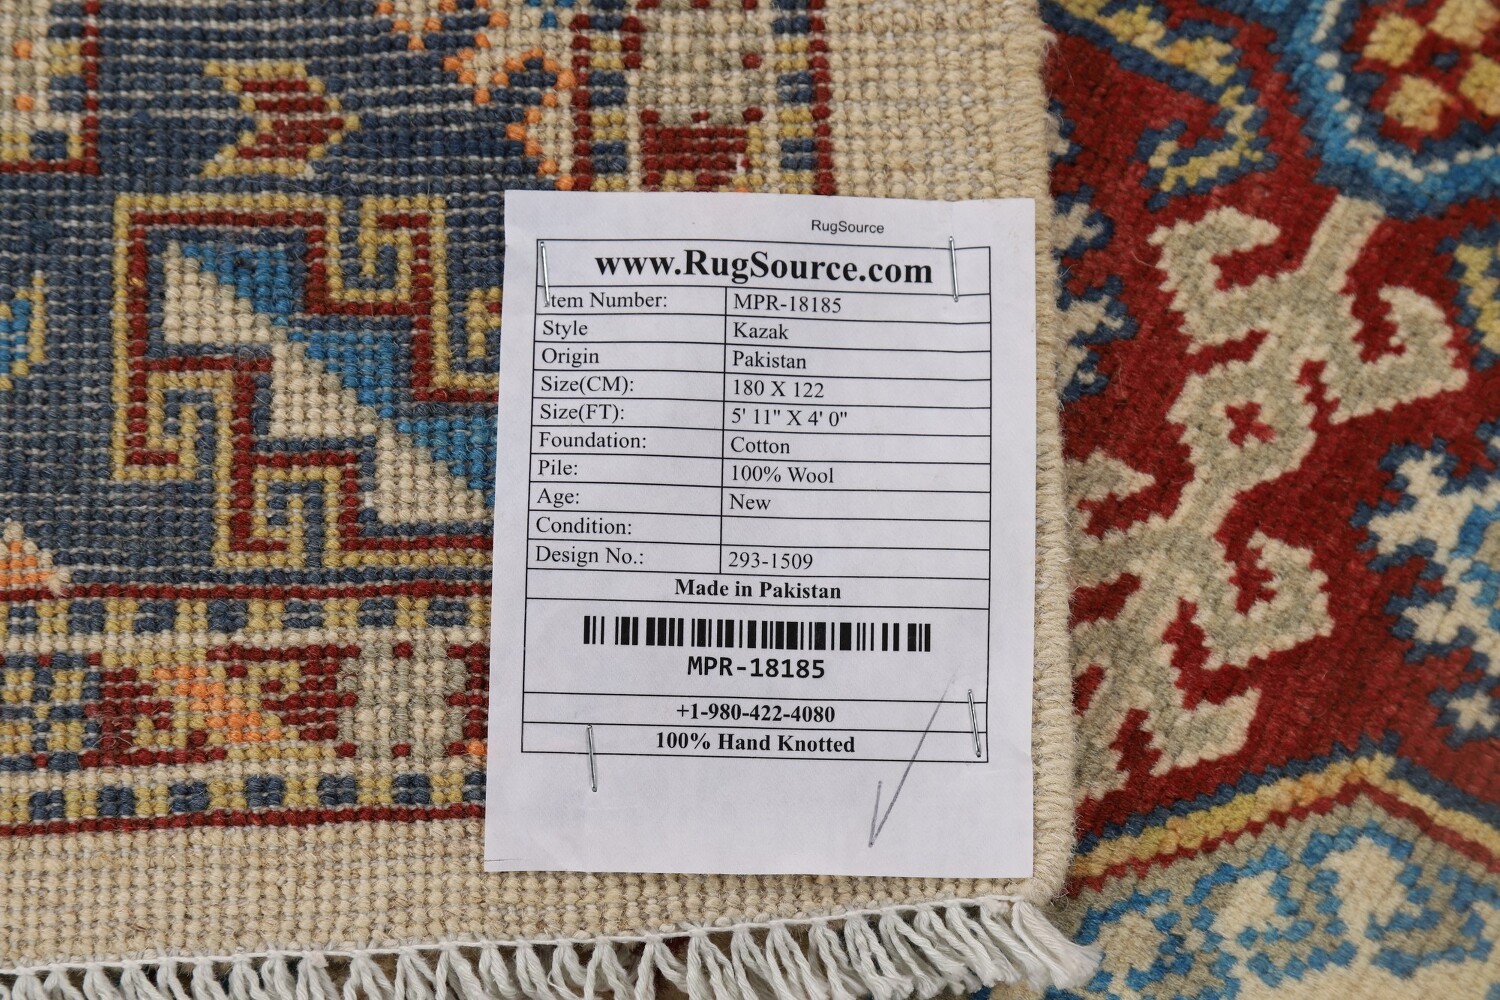 RugSource
www.RugSource.com
Item Number: MPR-18185
Style Kazak
Origin Pakistan
Size(CM): 180 X 122
Size(FT): 5' 11" X 4' 0"
Foundation: Cotton
Pile: 100% Wool
Age: New
Condition:
Design No.: 293-1509
Made in Pakistan
MPR-18185
+1-980-422-4080
100% Hand Knotted